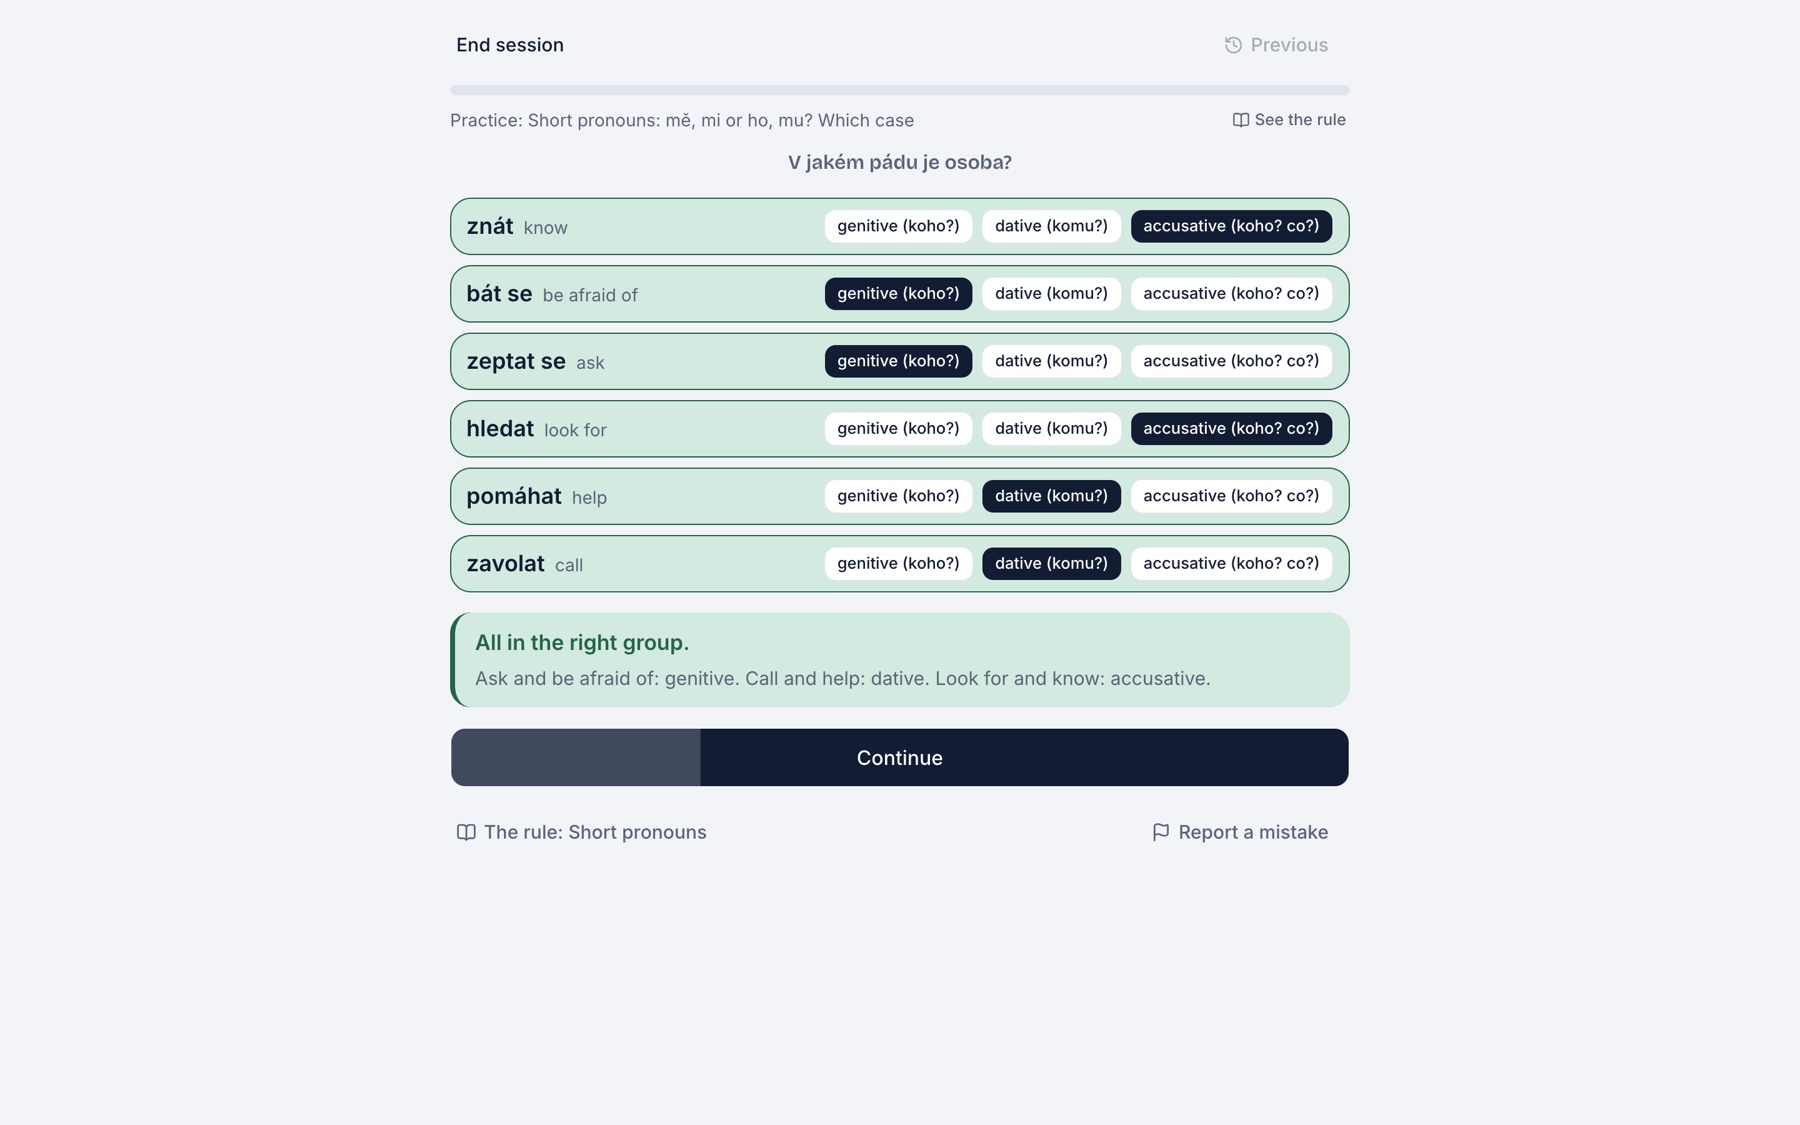 End session
Previous
Practice: Short pronouns: mě, mi or ho, mu? Which case
See the rule
V jakém pádu je osoba?
znát know genitive (koho?) dative (komu?) accusative (koho? co?)
bát se be afraid of genitive (koho?) dative (komu?) accusative (koho? co?)
zeptat se ask genitive (koho?) dative (komu?) accusative (koho? co?)
hledat look for genitive (koho?) dative (komu?) accusative (koho? co?)
pomáhat help genitive (koho?) dative (komu?) accusative (koho? co?)
zavolat call genitive (koho?) dative (komu?) accusative (koho? co?)
All in the right group.
Ask and be afraid of: genitive. Call and help: dative. Look for and know: accusative.
Continue
The rule: Short pronouns
Report a mistake